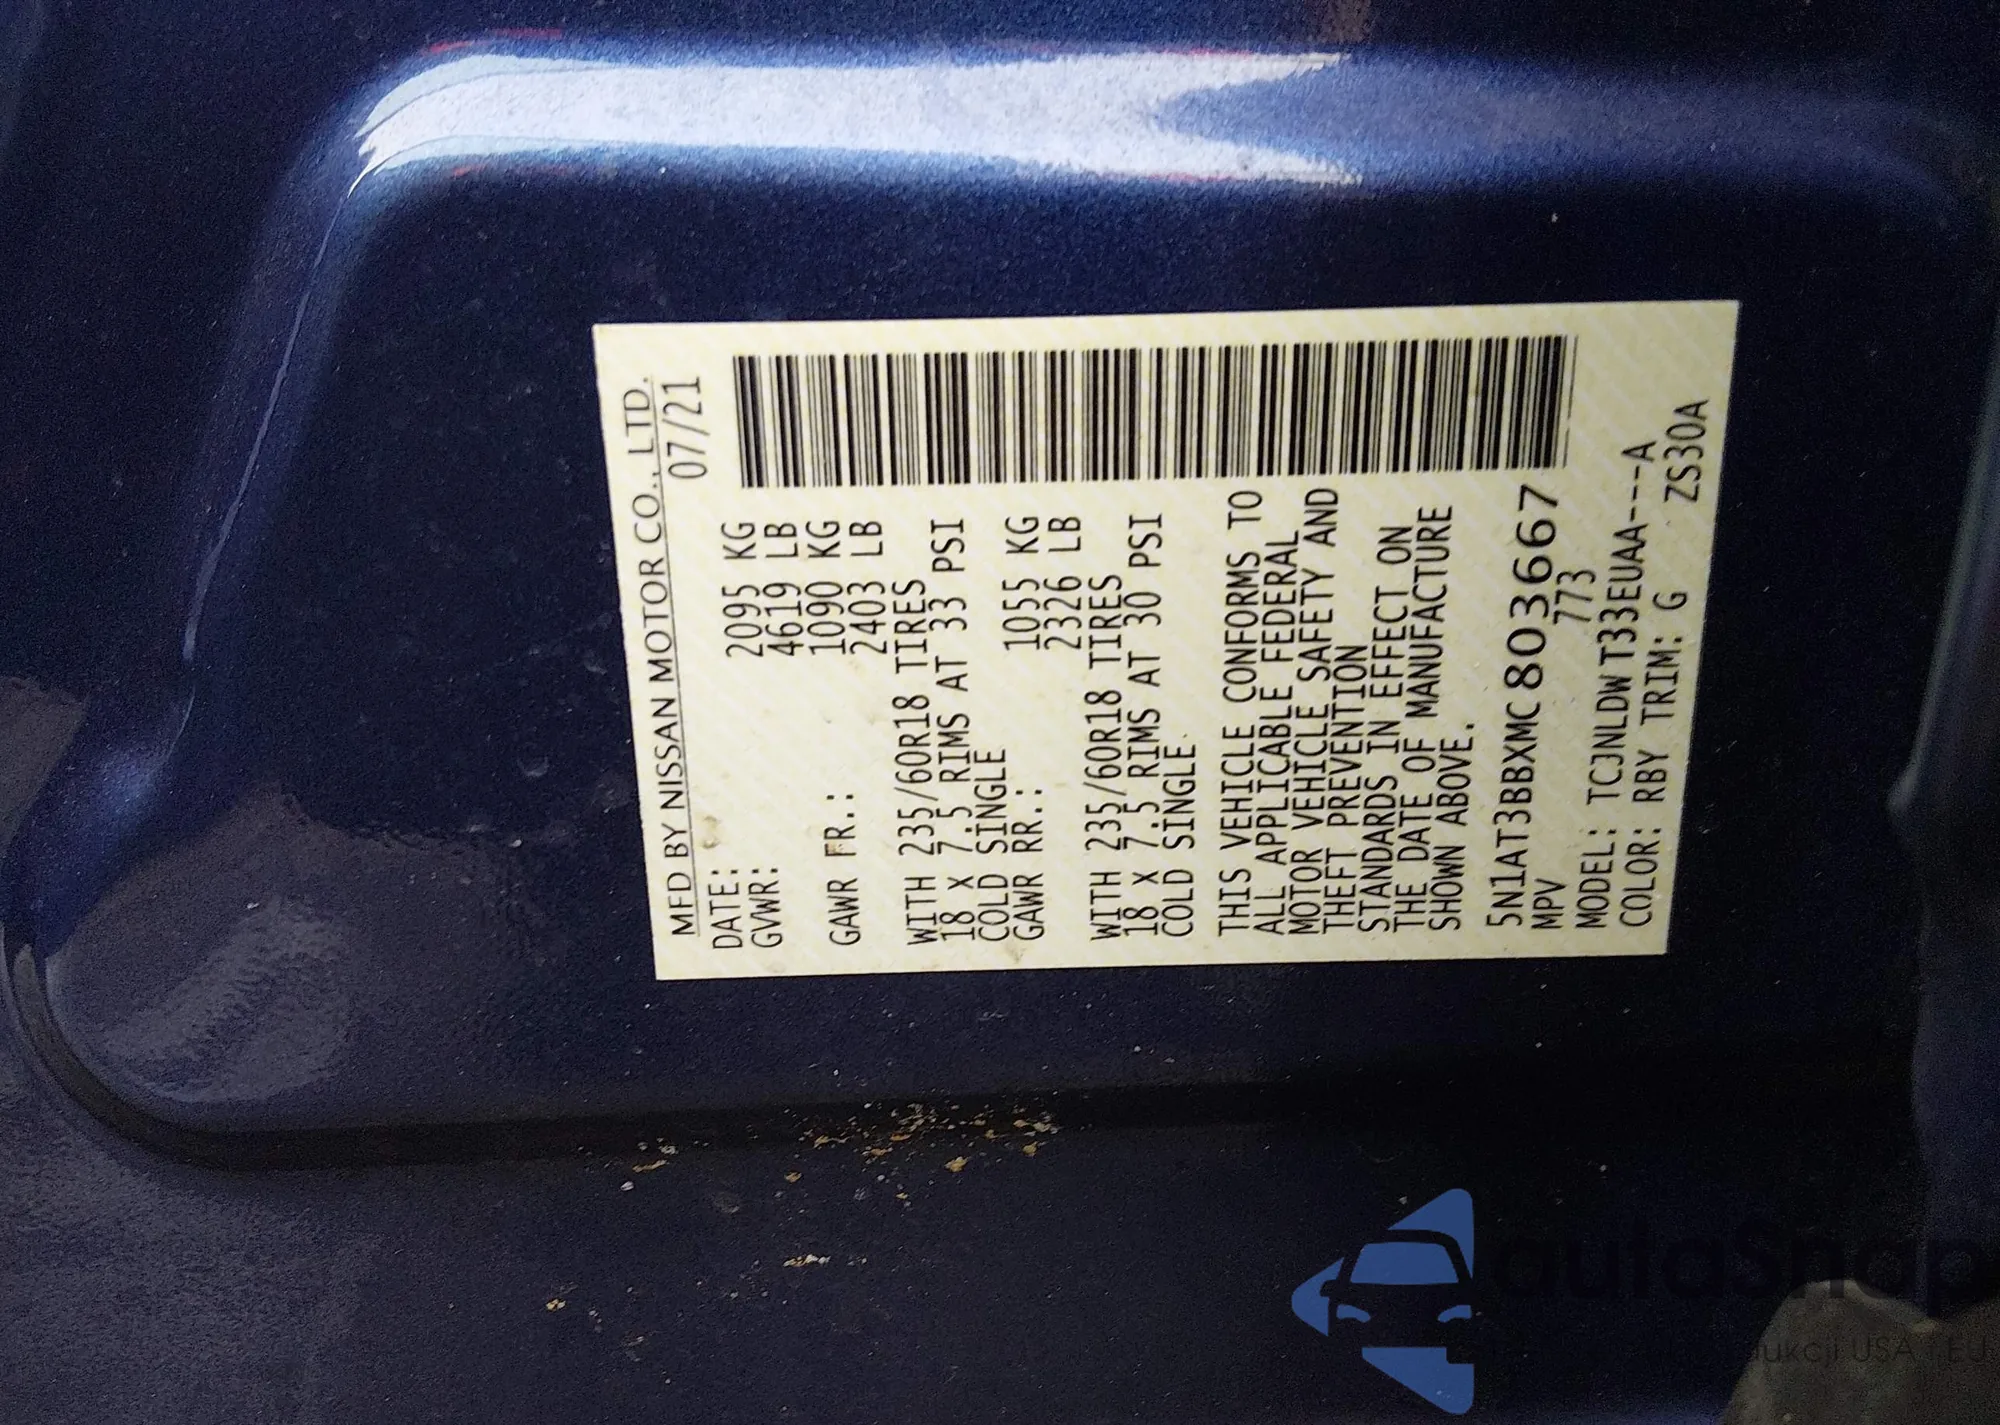 MFD BY NISSAN MOTOR CO., LTD.
DATE: 07/21
GVWR: 2095 KG
4619 LB
GAWR FR.: 1090 KG
2403 LB
WITH 235/60R18 TIRES
18 X 7.5 RIMS AT 33 PSI
COLD SINGLE
GAWR RR.: 1055 KG
2326 LB
WITH 235/60R18 TIRES
18 X 7.5 RIMS AT 30 PSI
COLD SINGLE
THIS VEHICLE CONFORMS TO
ALL APPLICABLE FEDERAL
MOTOR VEHICLE SAFETY AND
THEFT PREVENTION
STANDARDS IN EFFECT ON
THE DATE OF MANUFACTURE
SHOWN ABOVE.
5N1AT3BBXMC803667
MPV 773
MODEL: TCJNLDWT33EUAA---A
COLOR: RBY TRIM: G ZS30A
autoSnap
USA EU